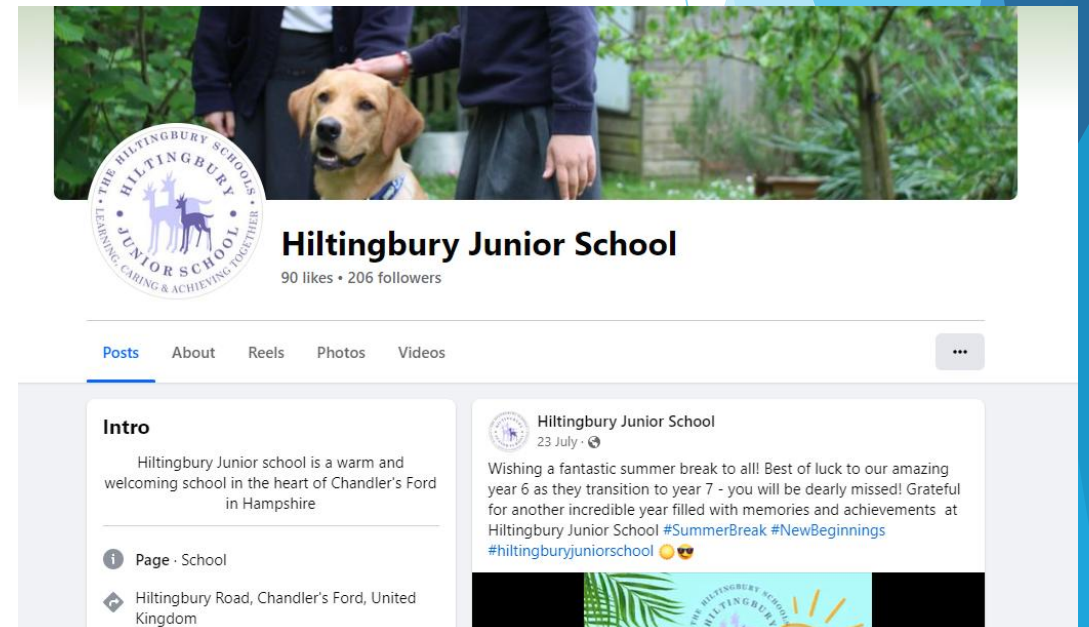 THE HILTINGBURY SCHOOLS
LEARNING, CARING & ACHIEVING TOGETHER
HILTINGBURY
JUNIOR SCHOOL
Hiltingbury Junior School
90 likes • 206 followers
Posts About Reels Photos Videos
Intro
Hiltingbury Junior school is a warm and
welcoming school in the heart of Chandler's Ford
in Hampshire
Page · School
Hiltingbury Road, Chandler's Ford, United
Kingdom
Hiltingbury Junior School
23 July ·
Wishing a fantastic summer break to all! Best of luck to our amazing
year 6 as they transition to year 7 - you will be dearly missed! Grateful
for another incredible year filled with memories and achievements at
Hiltingbury Junior School #SummerBreak #NewBeginnings
#hiltingburyjuniorschool 🌞😎
THE HILTINGBURY SCHOOLS